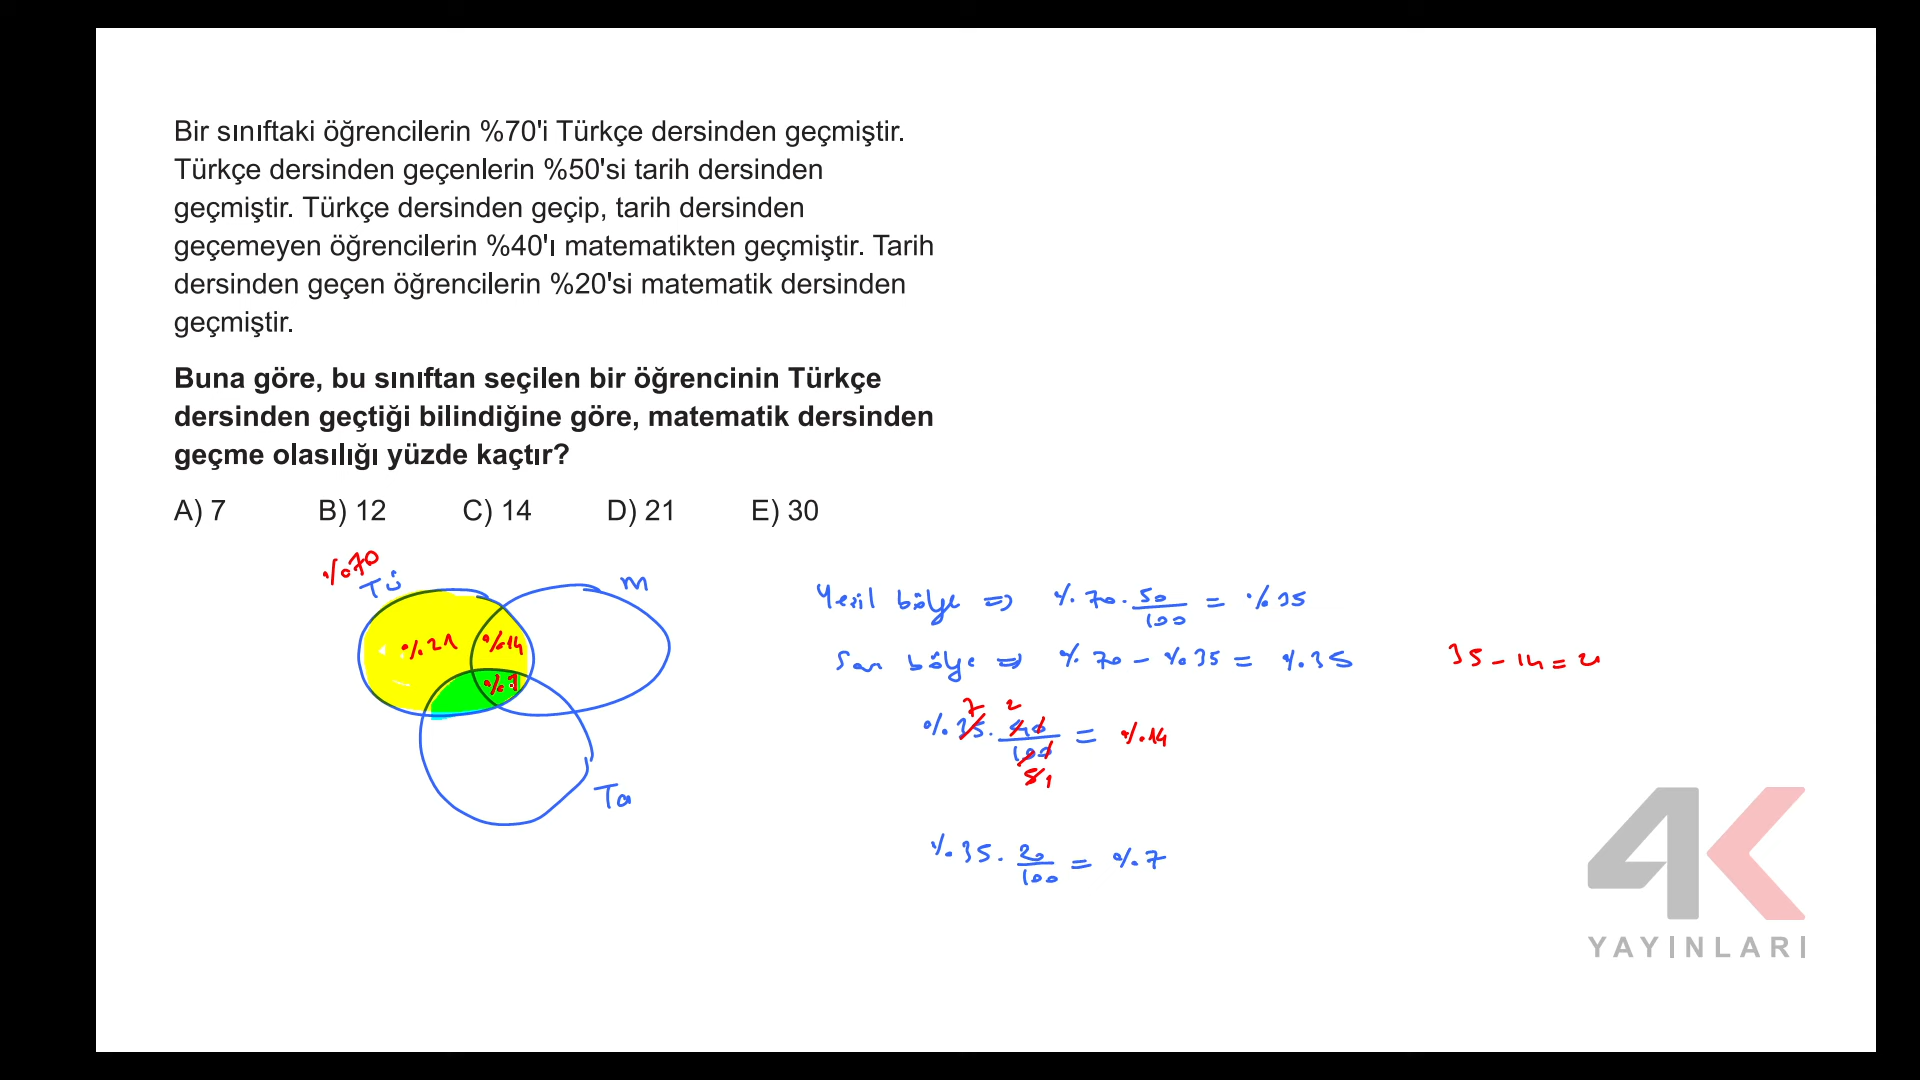 Bir sınıftaki öğrencilerin %70'i Türkçe dersinden geçmiştir.
Türkçe dersinden geçenlerin %50'si tarih dersinden
geçmiştir. Türkçe dersinden geçip, tarih dersinden
geçemeyen öğrencilerin %40'ı matematikten geçmiştir. Tarih
dersinden geçen öğrencilerin %20'si matematik dersinden
geçmiştir.
Buna göre, bu sınıftan seçilen bir öğrencinin Türkçe
dersinden geçtiği bilindiğine göre, matematik dersinden
geçme olasılığı yüzde kaçtır?
A) 7 B) 12 C) 14 D) 21 E) 30
%70
Tü
m
%21 %14
%7
Ta
Yeşil bölge => %70 . 50/100 = %35
Sarı bölge => %70 - %35 = %35
35 - 14 = 21
7 2
%35 . 40/100 = %14
5 1
%35 . 20/100 = %7
4K
YAYINLARI